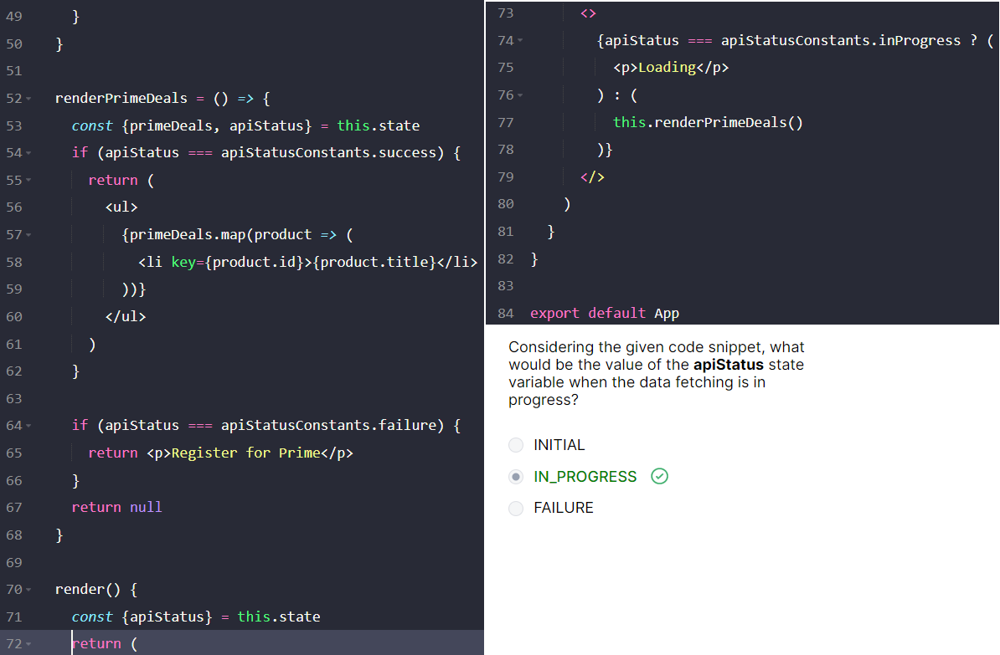 49 }
50 }
51
52 renderPrimeDeals = () => {
53 const {primeDeals, apiStatus} = this.state
54 if (apiStatus === apiStatusConstants.success) {
55 return (
56 <ul>
57 {primeDeals.map(product => (
58 <li key={product.id}>{product.title}</li>
59 ))}
60 </ul>
61 )
62 }
63
64 if (apiStatus === apiStatusConstants.failure) {
65 return <p>Register for Prime</p>
66 }
67 return null
68 }
69
70 render() {
71 const {apiStatus} = this.state
72 return (
73 <>
74 {apiStatus === apiStatusConstants.inProgress ? (
75 <p>Loading</p>
76 ) : (
77 this.renderPrimeDeals()
78 )}
79 </>
80 )
81 }
82 }
83
84 export default App
Considering the given code snippet, what
would be the value of the apiStatus state
variable when the data fetching is in
progress?
INITIAL
IN_PROGRESS
FAILURE